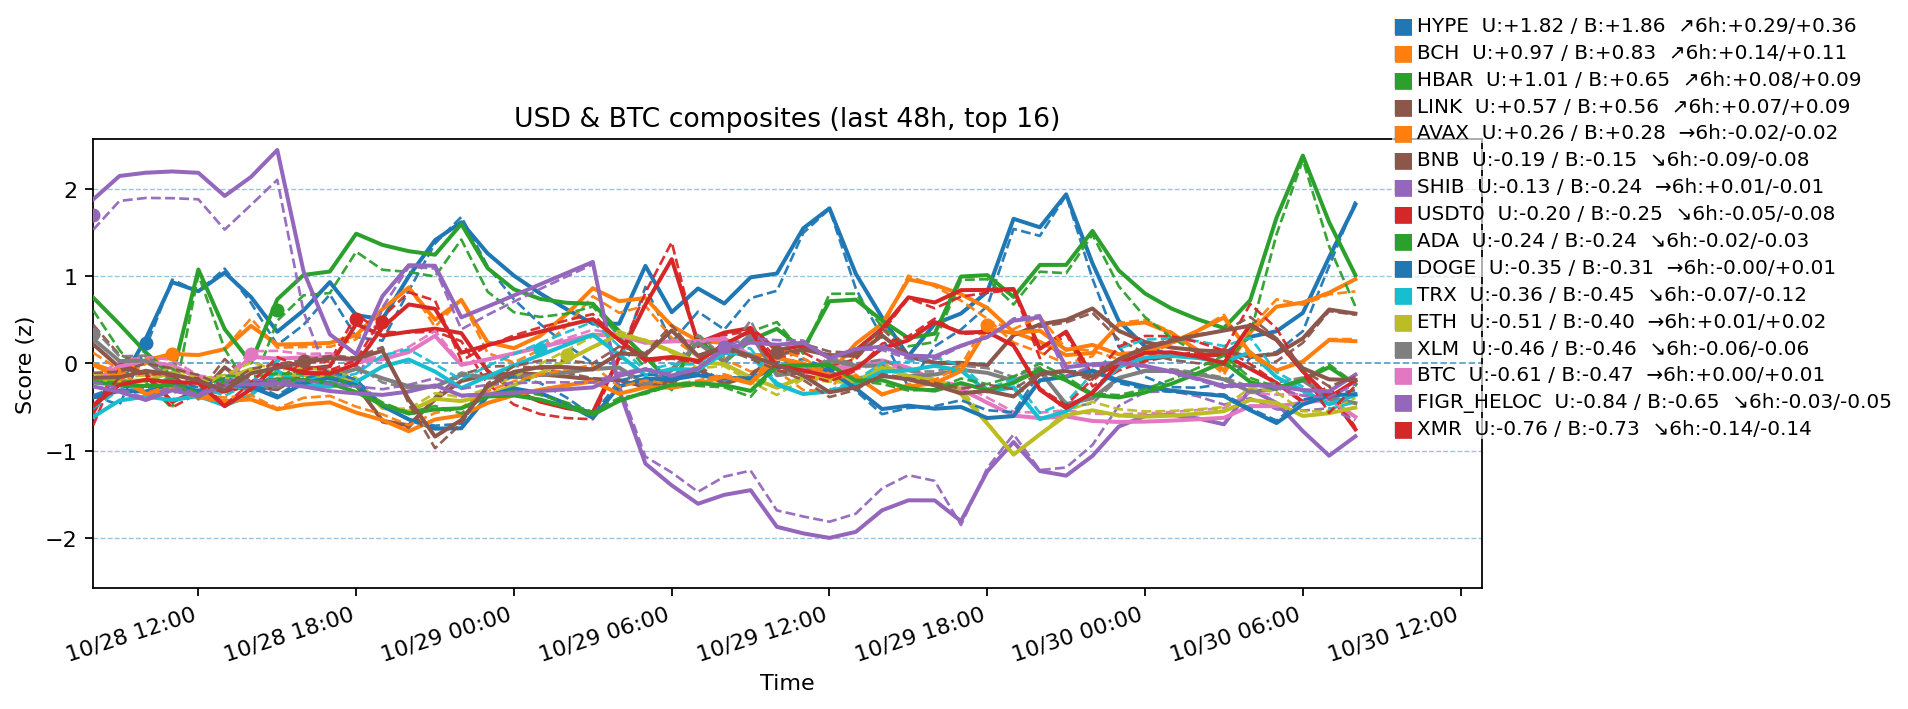 HYPE  U:+1.82 / B:+1.86  ↗6h:+0.29/+0.36
BCH  U:+0.97 / B:+0.83  ↗6h:+0.14/+0.11
HBAR  U:+1.01 / B:+0.65  ↗6h:+0.08/+0.09
LINK  U:+0.57 / B:+0.56  ↗6h:+0.07/+0.09
AVAX  U:+0.26 / B:+0.28  →6h:-0.02/-0.02
BNB  U:-0.19 / B:-0.15  ↘6h:-0.09/-0.08
SHIB  U:-0.13 / B:-0.24  →6h:+0.01/-0.01
USDT0  U:-0.20 / B:-0.25  ↘6h:-0.05/-0.08
ADA  U:-0.24 / B:-0.24  ↘6h:-0.02/-0.03
DOGE  U:-0.35 / B:-0.31  →6h:-0.00/+0.01
TRX  U:-0.36 / B:-0.45  ↘6h:-0.07/-0.12
ETH  U:-0.51 / B:-0.40  →6h:+0.01/+0.02
XLM  U:-0.46 / B:-0.46  ↘6h:-0.06/-0.06
BTC  U:-0.61 / B:-0.47  →6h:+0.00/+0.01
FIGR_HELOC  U:-0.84 / B:-0.65  ↘6h:-0.03/-0.05
XMR  U:-0.76 / B:-0.73  ↘6h:-0.14/-0.14
USD & BTC composites (last 48h, top 16)
Score (z)
2
1
0
−1
−2
10/28 12:00
10/28 18:00
10/29 00:00
10/29 06:00
10/29 12:00
10/29 18:00
10/30 00:00
10/30 06:00
10/30 12:00
Time